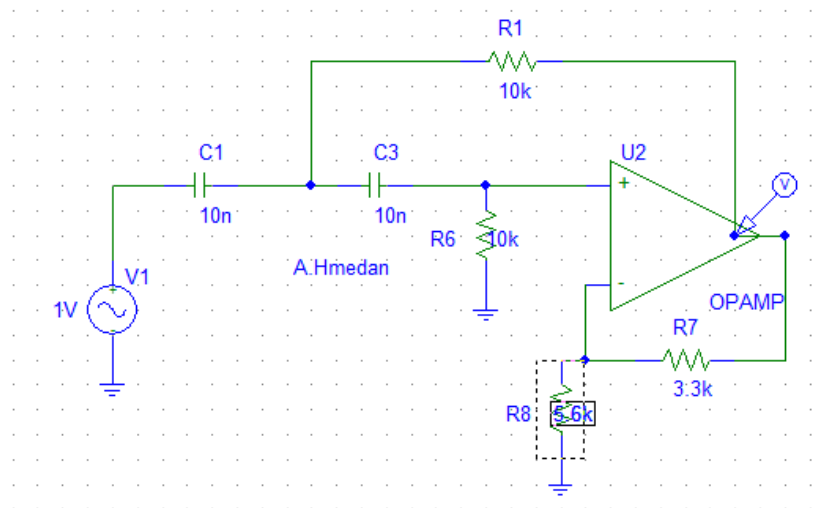 R1
10k
C1
C3
U2
+
10n
10n
R6
10k
V
A.Hmedan
-
V1
+
1V
-
OPAMP
R7
3.3k
R8
5.6k